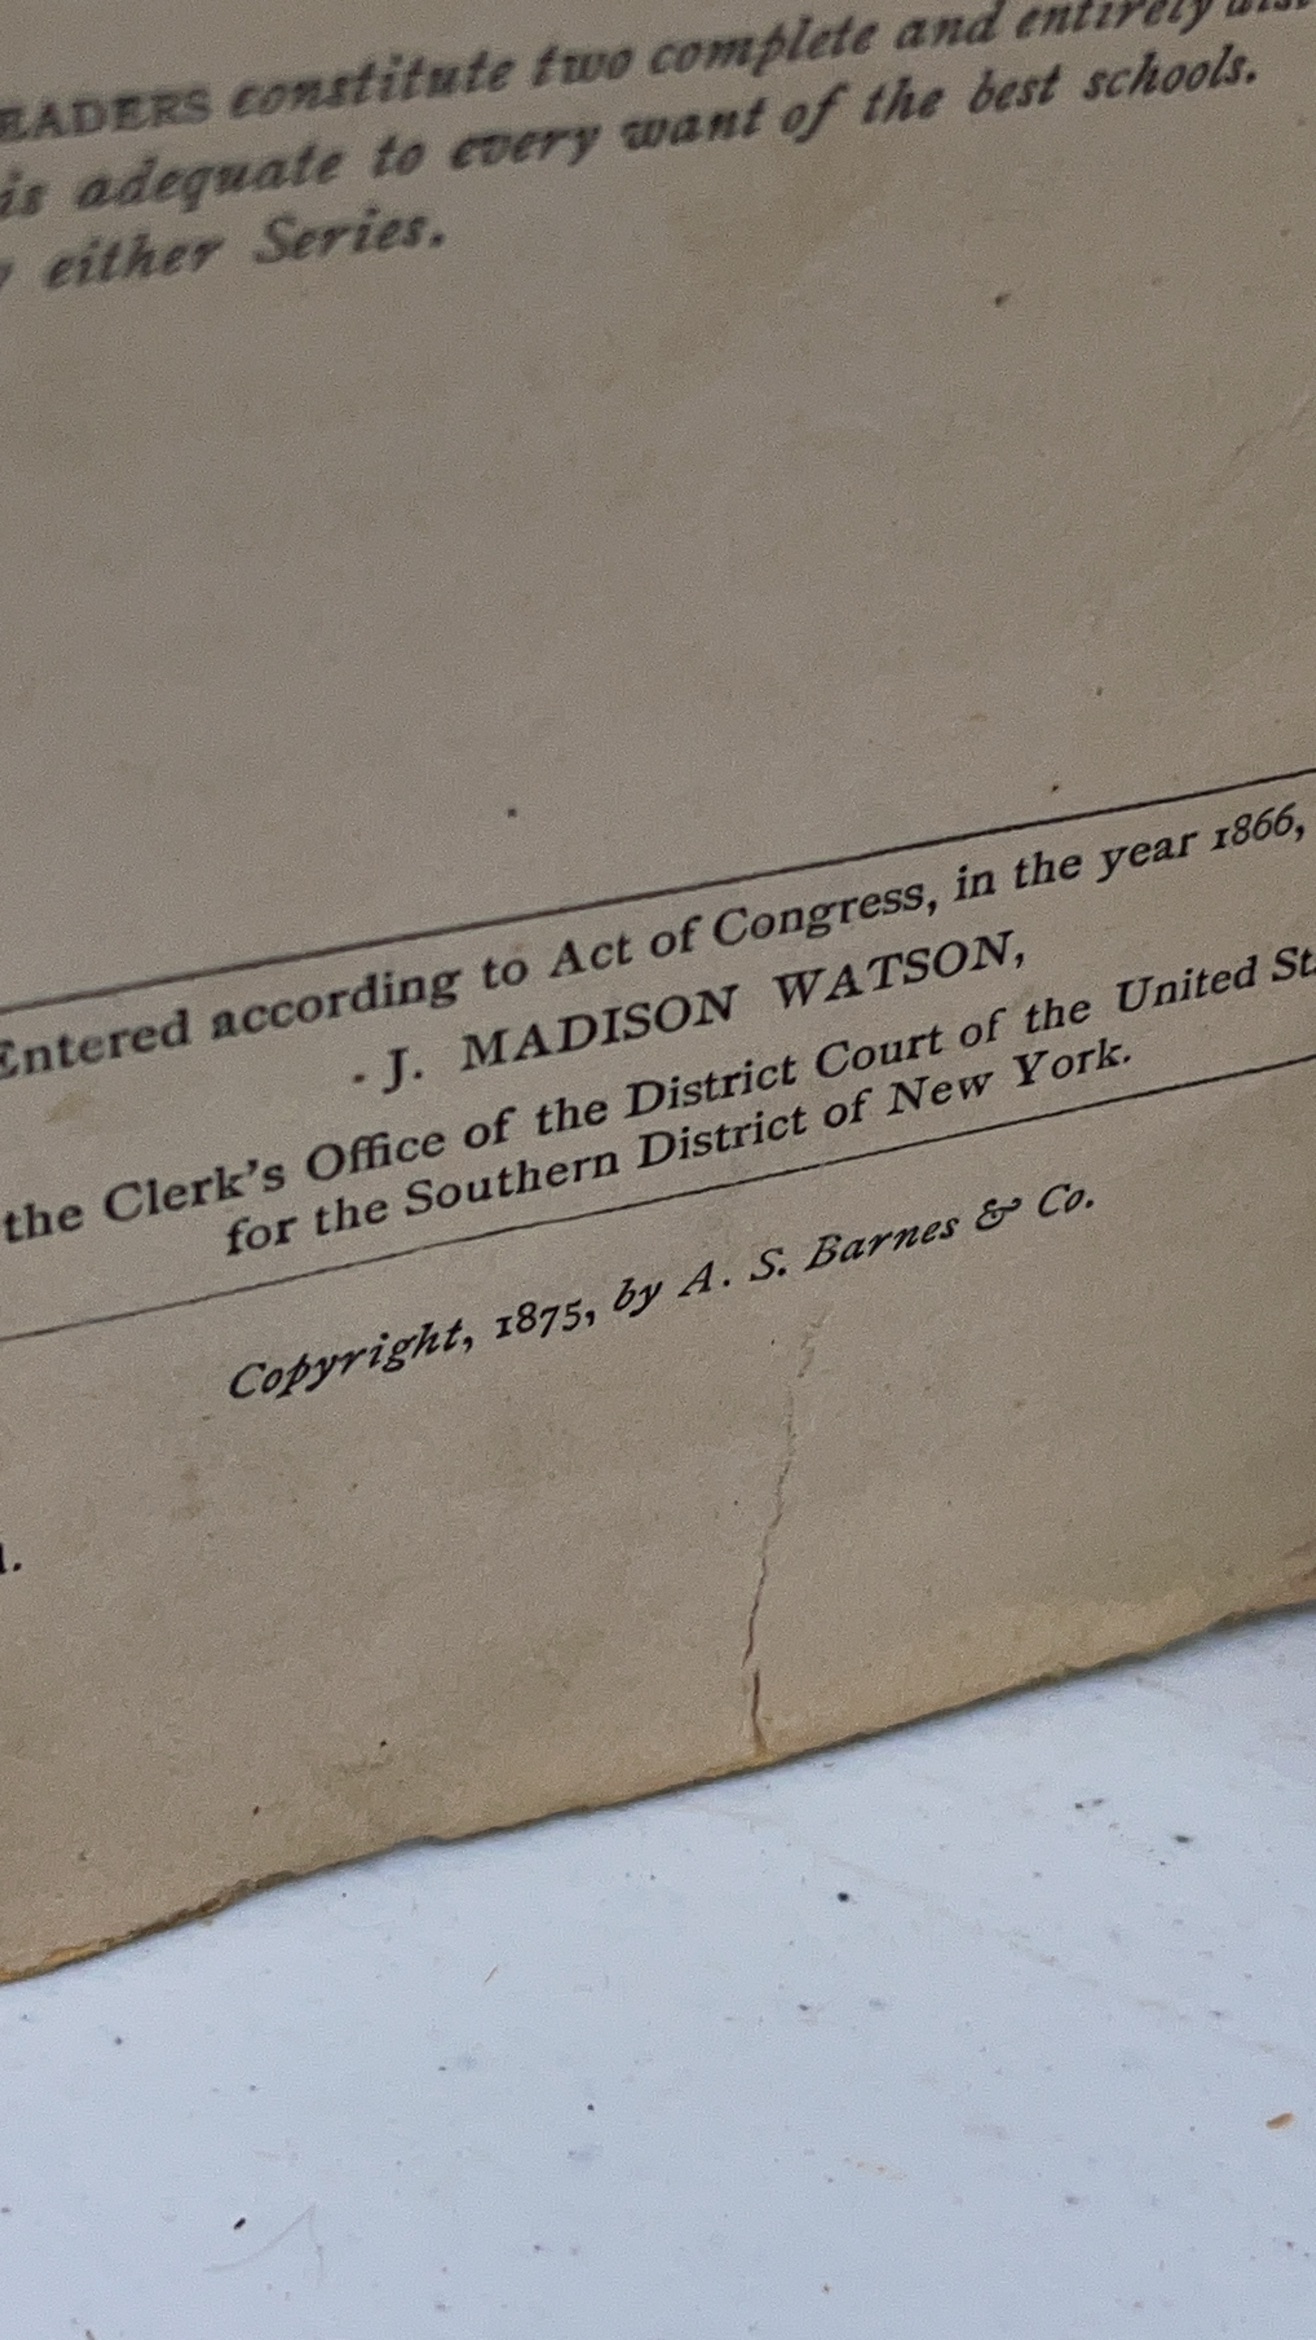 EADERS constitute two complete and entirely
is adequate to every want of the best schools.
either Series.
Entered according to Act of Congress, in the year 1866,
J. MADISON WATSON,
the Clerk's Office of the District Court of the United St
for the Southern District of New York.
Copyright, 1875, by A. S. Barnes & Co.